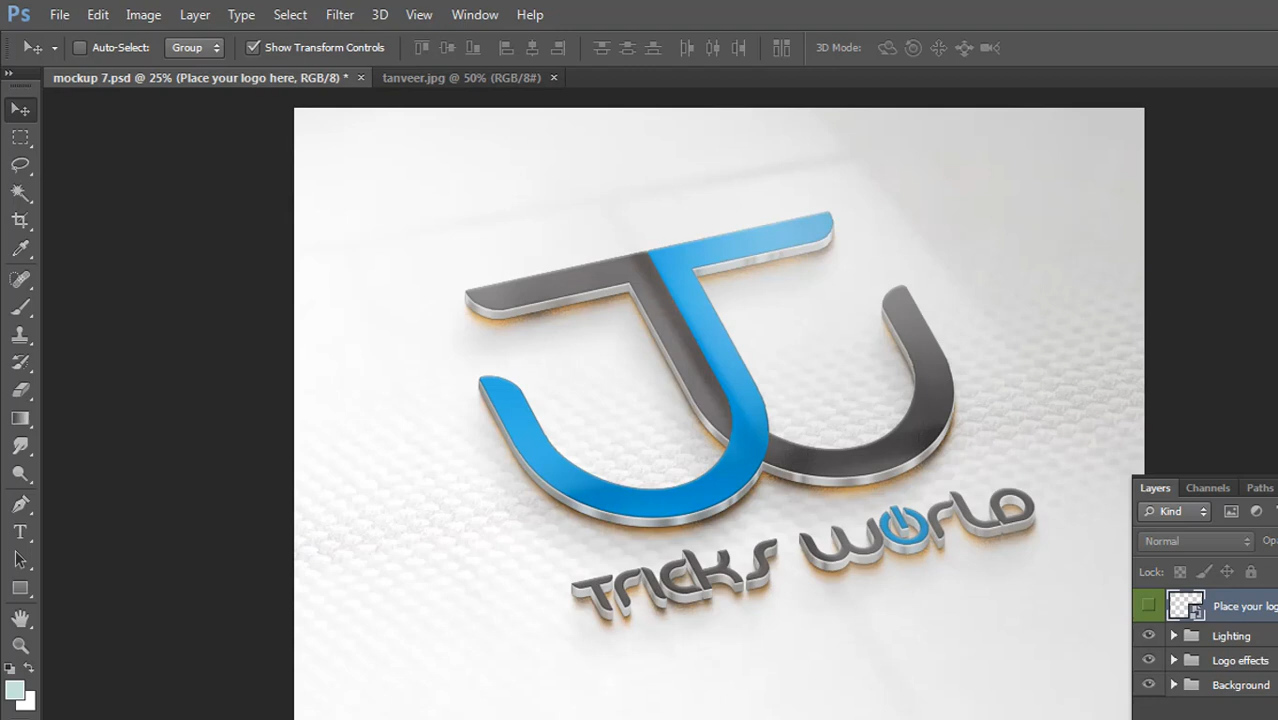 Ps File Edit Image Layer Type Select Filter 3D View Window Help
Auto-Select: Group Show Transform Controls 3D Mode:
mockup 7.psd @ 25% (Place your logo here, RGB/8) * × tanveer.jpg @ 50% (RGB/8#) ×
Tricks World
Layers Channels Paths
Kind
Normal
Lock:
Place your
Lighting
Logo effects
Background